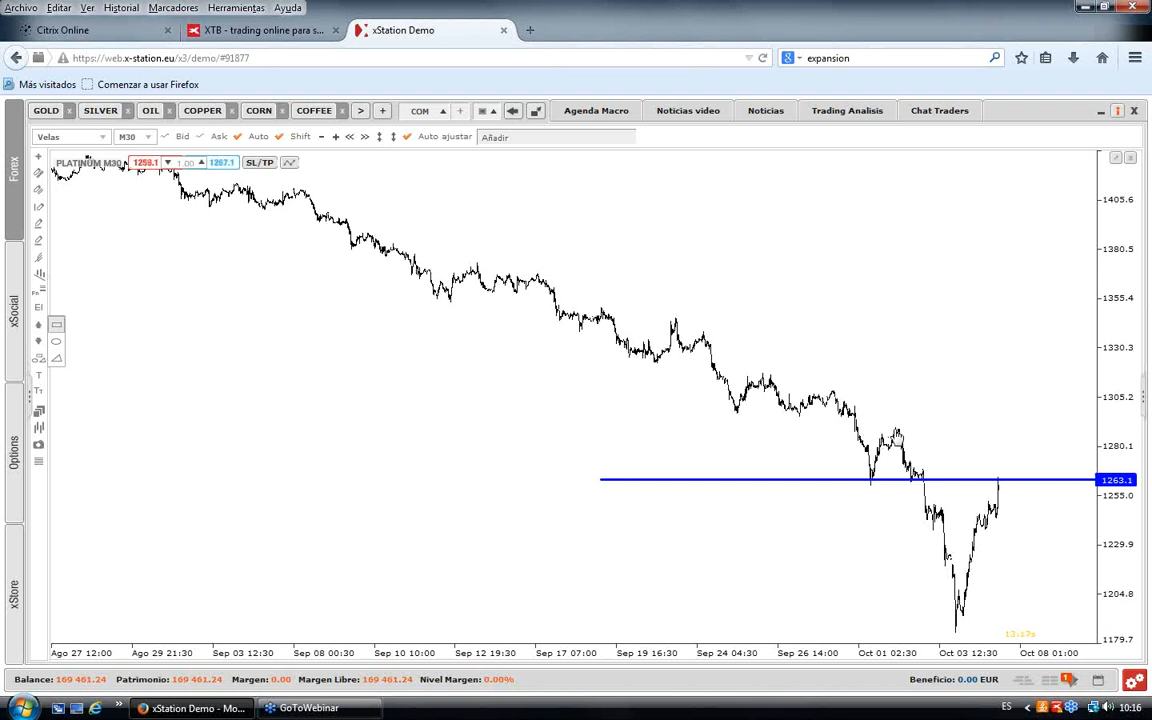 Archivo Editar Ver Historial Marcadores Herramientas Ayuda
Citrix Online × XTB - trading online para s... × xStation Demo × +
https://web.x-station.eu/x3/demo/#91877 expansion
Más visitados Comenzar a usar Firefox
GOLD x SILVER x OIL x COPPER x CORN x COFFEE x > + COM + Agenda Macro Noticias video Noticias Trading Analisis Chat Traders
Velas M30 Bid Ask Auto Shift - + Auto ajustar Añadir
Forex
xSocial
Options
xStore
PLATINUM M30 1259.1 1.00 1267.1 SL/TP
1405.6
1380.5
1355.4
1330.3
1305.2
1280.1
1263.1
1255.0
1229.9
1204.8
1179.7
Fn
EI
T
TT
13:17s
Ago 27 12:00 Ago 29 21:30 Sep 03 12:30 Sep 08 00:30 Sep 10 10:00 Sep 12 19:30 Sep 17 07:00 Sep 19 16:30 Sep 24 04:30 Sep 26 14:00 Oct 01 02:30 Oct 03 12:30 Oct 08 01:00
Balance: 169 461.24 Patrimonio: 169 461.24 Margen: 0.00 Margen Libre: 169 461.24 Nivel Margen: 0.00% Beneficio: 0.00 EUR 1
xStation Demo - Mo... GoToWebinar ES 10:16